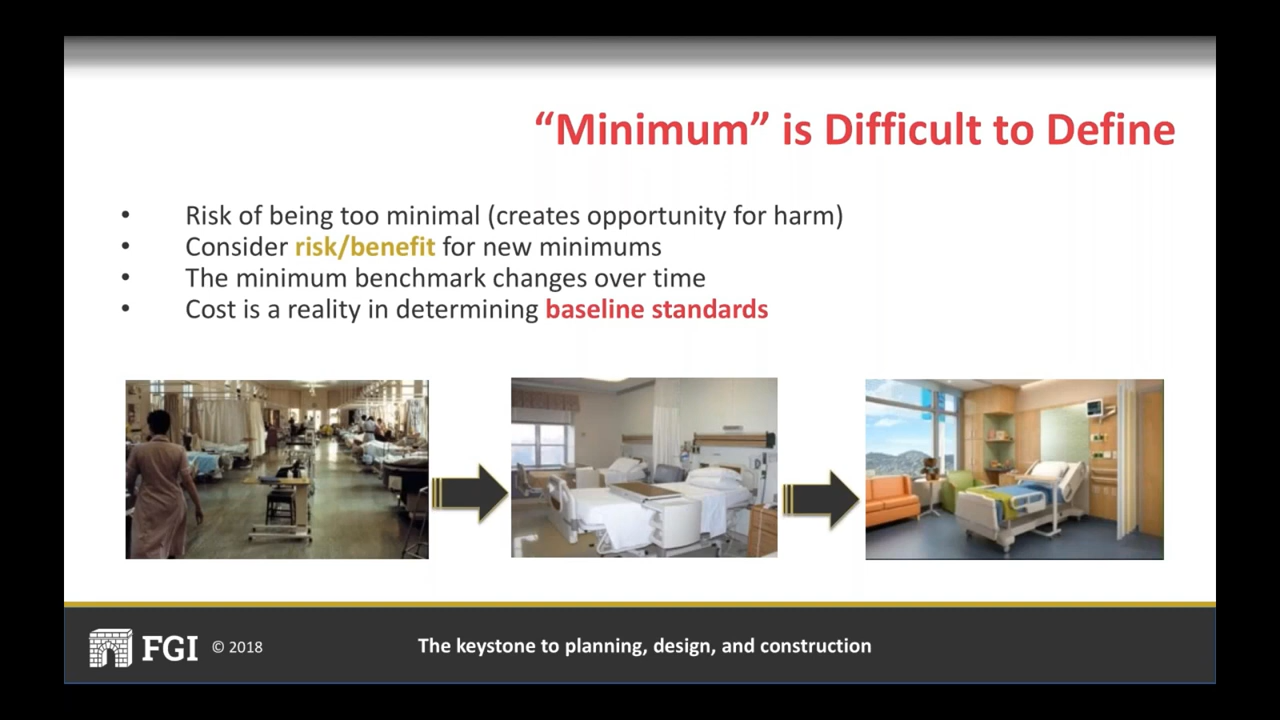 “Minimum” is Difficult to Define
• Risk of being too minimal (creates opportunity for harm)
• Consider risk/benefit for new minimums
• The minimum benchmark changes over time
• Cost is a reality in determining baseline standards
FGI © 2018
The keystone to planning, design, and construction